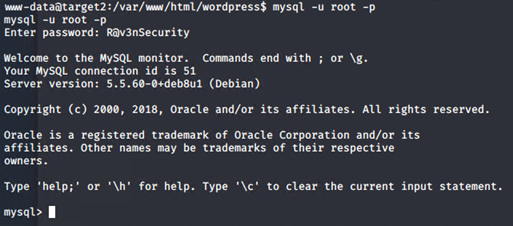 www-data@target2:/var/www/html/wordpress$ mysql -u root -p
mysql -u root -p
Enter password: R@v3nSecurity
Welcome to the MySQL monitor.  Commands end with ; or \g.
Your MySQL connection id is 51
Server version: 5.5.60-0+deb8u1 (Debian)
Copyright (c) 2000, 2018, Oracle and/or its affiliates. All rights reserved.
Oracle is a registered trademark of Oracle Corporation and/or its
affiliates. Other names may be trademarks of their respective
owners.
Type 'help;' or '\h' for help. Type '\c' to clear the current input statement.
mysql>